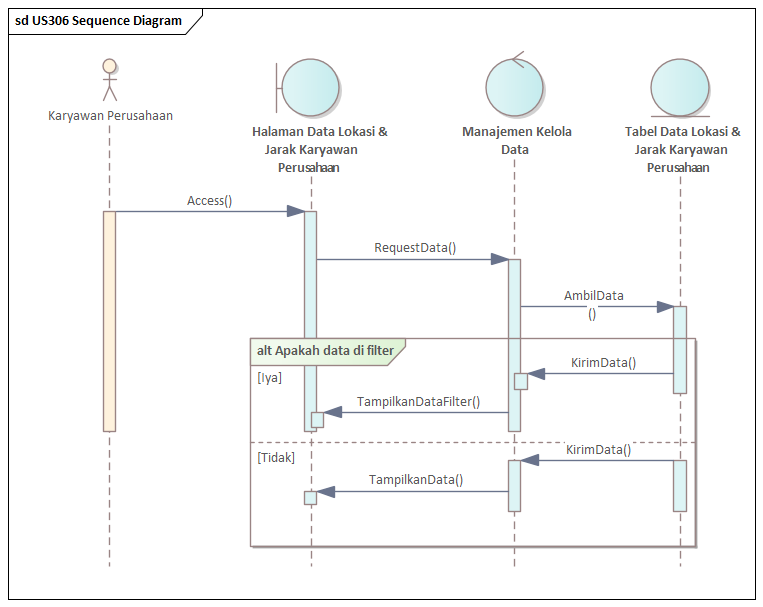 sd US306 Sequence Diagram
Karyawan Perusahaan
Halaman Data Lokasi &
Jarak Karyawan
Perusahaan
Manajemen Kelola
Data
Tabel Data Lokasi &
Jarak Karyawan
Perusahaan
Access()
RequestData()
AmbilData
()
alt Apakah data di filter
[Iya]
KirimData()
TampilkanDataFilter()
[Tidak]
KirimData()
TampilkanData()